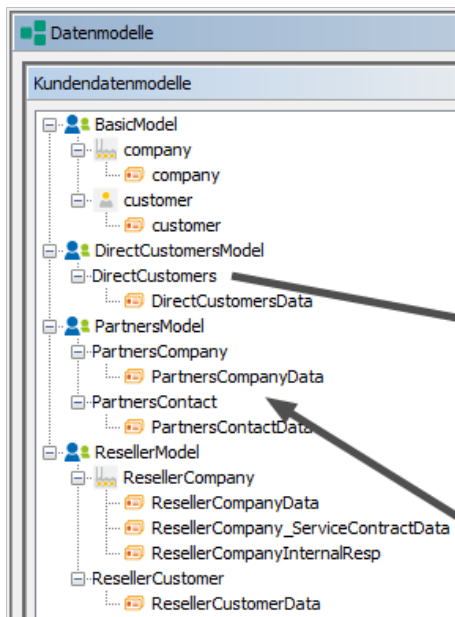 Datenmodelle
Kundendatenmodelle
BasicModel
company
company
customer
customer
DirectCustomersModel
DirectCustomers
DirectCustomersData
PartnersModel
PartnersCompany
PartnersCompanyData
PartnersContact
PartnersContactData
ResellerModel
ResellerCompany
ResellerCompanyData
ResellerCompany_ServiceContractData
ResellerCompanyInternalResp
ResellerCustomer
ResellerCustomerData